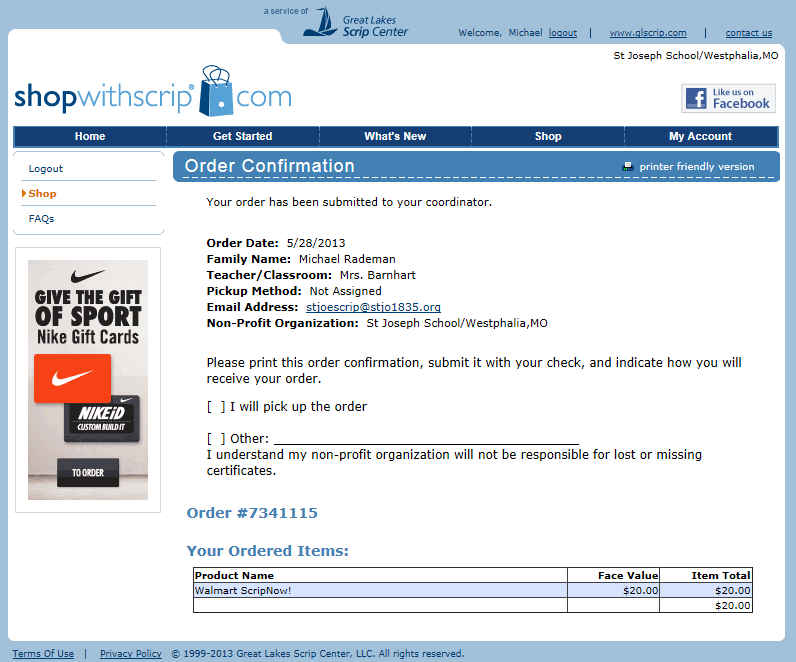 a service of
Great Lakes
Scrip Center
Welcome, Michael logout | www.glscrip.com | contact us
St Joseph School/Westphalia,MO
shopwithscrip®com
Like us on
Facebook
Home Get Started What's New Shop My Account
Logout
Shop
FAQs
Order Confirmation
printer friendly version
Your order has been submitted to your coordinator.
Order Date: 5/28/2013
Family Name: Michael Rademan
Teacher/Classroom: Mrs. Barnhart
Pickup Method: Not Assigned
Email Address: stjoescrip@stjo1835.org
Non-Profit Organization: St Joseph School/Westphalia,MO
GIVE THE GIFT
OF SPORT
Nike Gift Cards
NIKEiD
CUSTOM BUILD IT
TO ORDER
Please print this order confirmation, submit it with your check, and indicate how you will
receive your order.
[ ] I will pick up the order
[ ] Other: ________________________________________
I understand my non-profit organization will not be responsible for lost or missing
certificates.
Order #7341115
Your Ordered Items:
Product Name Face Value Item Total
Walmart ScripNow! $20.00 $20.00
$20.00
Terms Of Use | Privacy Policy © 1999-2013 Great Lakes Scrip Center, LLC. All rights reserved.